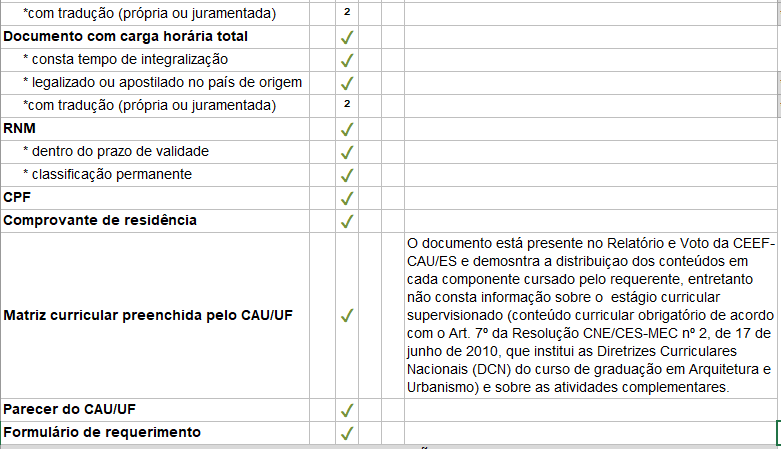 *com tradução (própria ou juramentada) 2
Documento com carga horária total ✓
* consta tempo de integralização ✓
* legalizado ou apostilado no país de origem ✓
*com tradução (própria ou juramentada) 2
RNM ✓
* dentro do prazo de validade ✓
* classificação permanente ✓
CPF ✓
Comprovante de residência ✓
Matriz curricular preenchida pelo CAU/UF ✓
O documento está presente no Relatório e Voto da CEEF-
CAU/ES e demosntra a distribuiçao dos conteúdos em
cada componente cursado pelo requerente, entretanto
não consta informação sobre o estágio curricular
supervisionado (conteúdo curricular obrigatório de acordo
com o Art. 7º da Resolução CNE/CES-MEC nº 2, de 17 de
junho de 2010, que institui as Diretrizes Curriculares
Nacionais (DCN) do curso de graduação em Arquitetura e
Urbanismo) e sobre as atividades complementares.
Parecer do CAU/UF ✓
Formulário de requerimento ✓